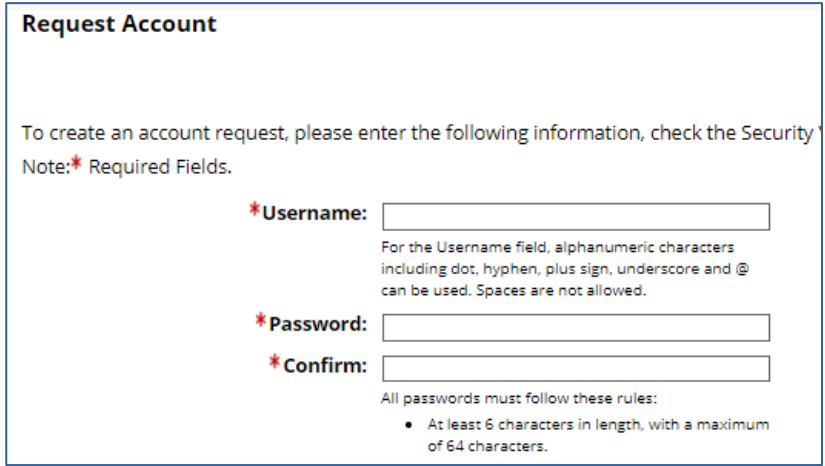 Request Account
To create an account request, please enter the following information, check the Security
Note:* Required Fields.
*Username:
For the Username field, alphanumeric characters
including dot, hyphen, plus sign, underscore and @
can be used. Spaces are not allowed.
*Password:
*Confirm:
All passwords must follow these rules:
• At least 6 characters in length, with a maximum
of 64 characters.